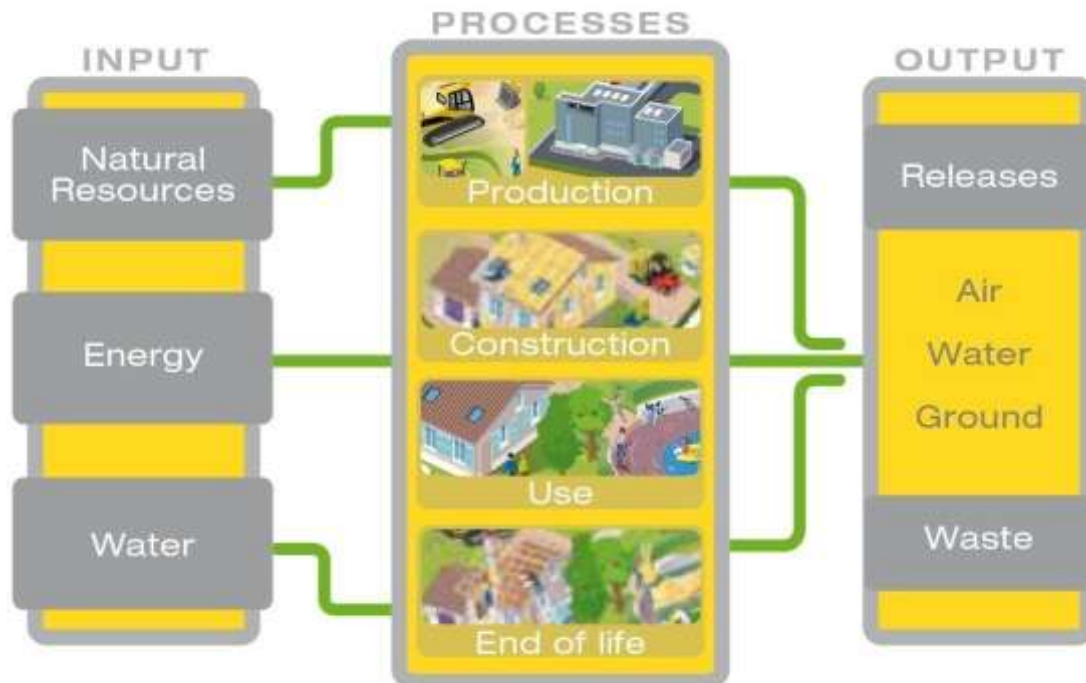 PROCESSES
INPUT
OUTPUT
Natural
Resources
Energy
Water
Production
Construction
Use
End of life
Releases
Air
Water
Ground
Waste